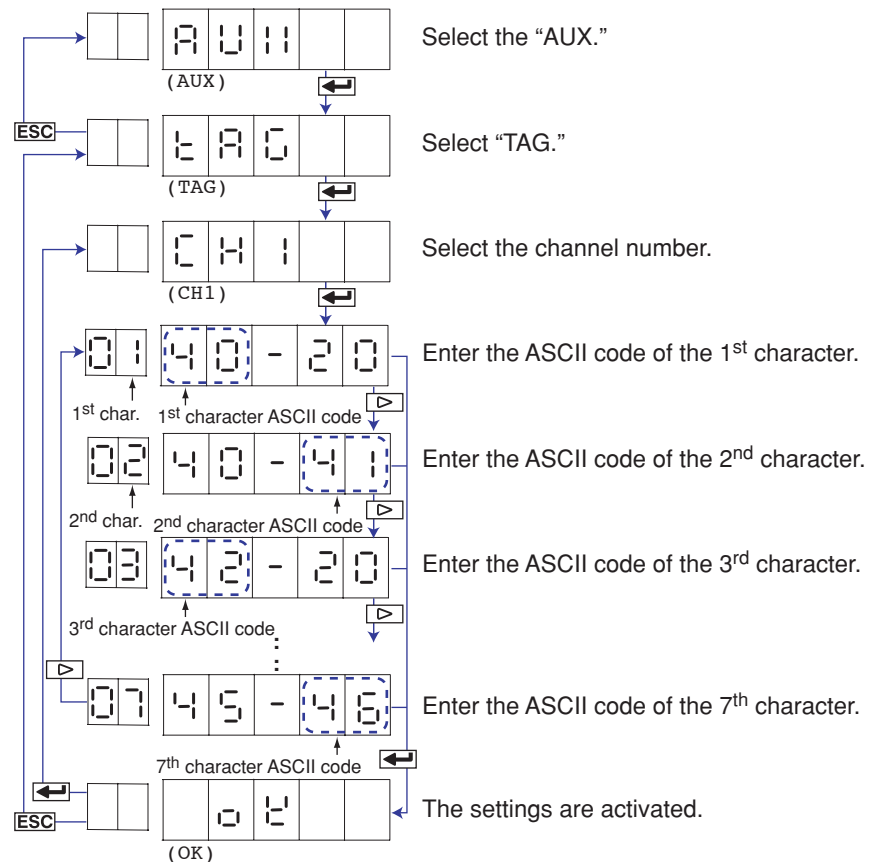 AUX Select the “AUX.”
(AUX)
ESC
tAG Select “TAG.”
(TAG)
CH1 Select the channel number.
(CH1)
01 40-20 Enter the ASCII code of the 1st character.
1st char. 1st character ASCII code
02 40-41 Enter the ASCII code of the 2nd character.
2nd char. 2nd character ASCII code
03 42-20 Enter the ASCII code of the 3rd character.
3rd character ASCII code
07 45-46 Enter the ASCII code of the 7th character.
7th character ASCII code
oK The settings are activated.
ESC
(OK)